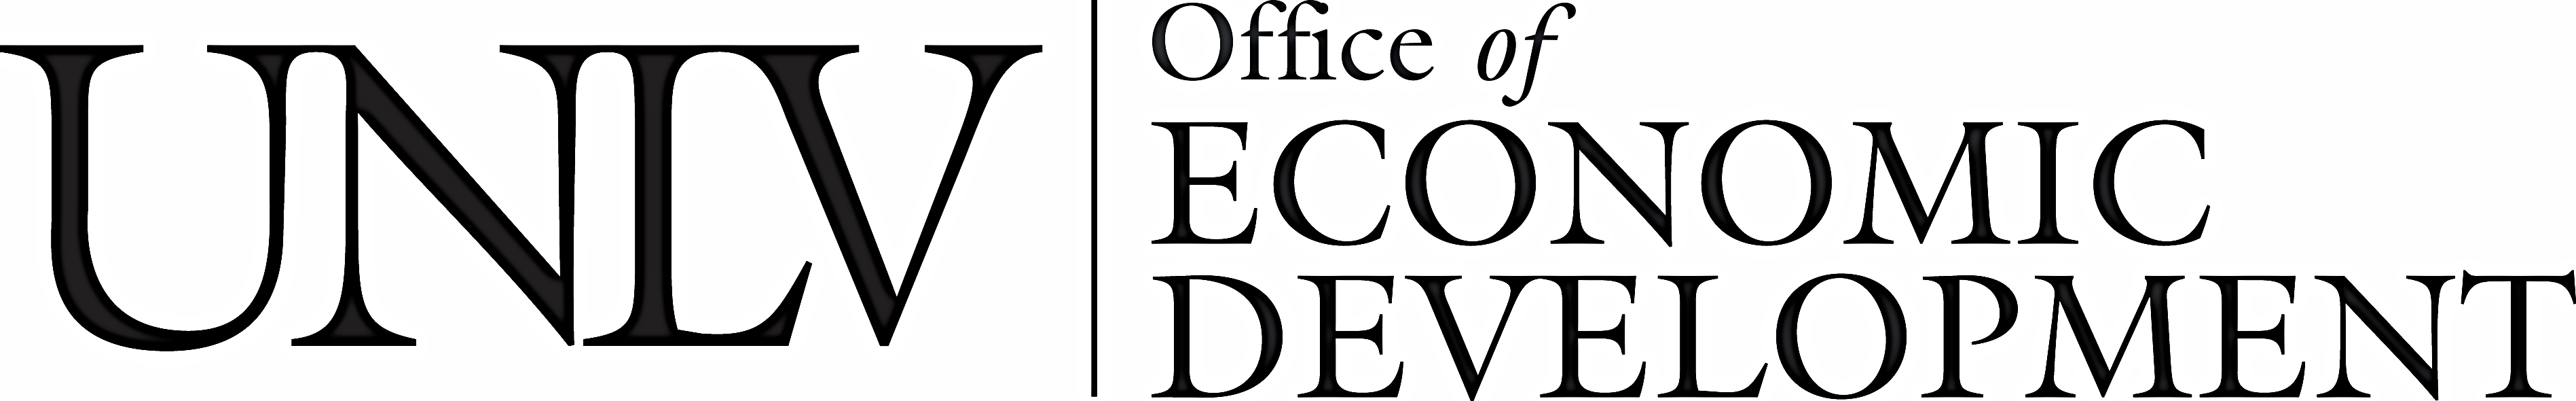 UNLV
Office of
ECONOMIC
DEVELOPMENT